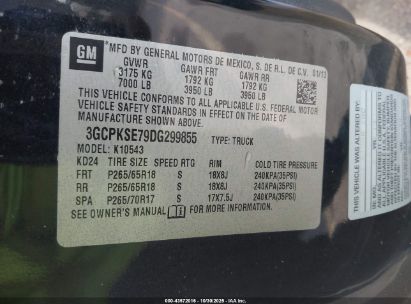 GM *MFD BY GENERAL MOTORS DE MEXICO, S. DE R.L. DE C.V. 01/13
GVWR GAWR FRT GAWR RR
3175 KG 1792 KG 1792 KG
7000 LB 3950 LB 3950 LB
THIS VEHICLE CONFORMS TO ALL APPLICABLE U.S. FEDERAL MOTOR
VEHICLE SAFETY STANDARDS IN EFFECT ON THE DATE OF
MANUFACTURE SHOWN ABOVE.
3GCPKSE79DG299855 TYPE: TRUCK
MODEL: K10543
KD24 TIRE SIZE SPEED RTG RIM COLD TIRE PRESSURE
FRT P265/65R18 S 18X8J 240KPA(35PSI)
RR P265/65R18 S 18X8J 240KPA(35PSI)
SPA P265/70R17 S 17X7.5J 240KPA(35PSI)
SEE OWNER'S MANUAL FOR MORE INFORMATION.
THIS VEHICLE